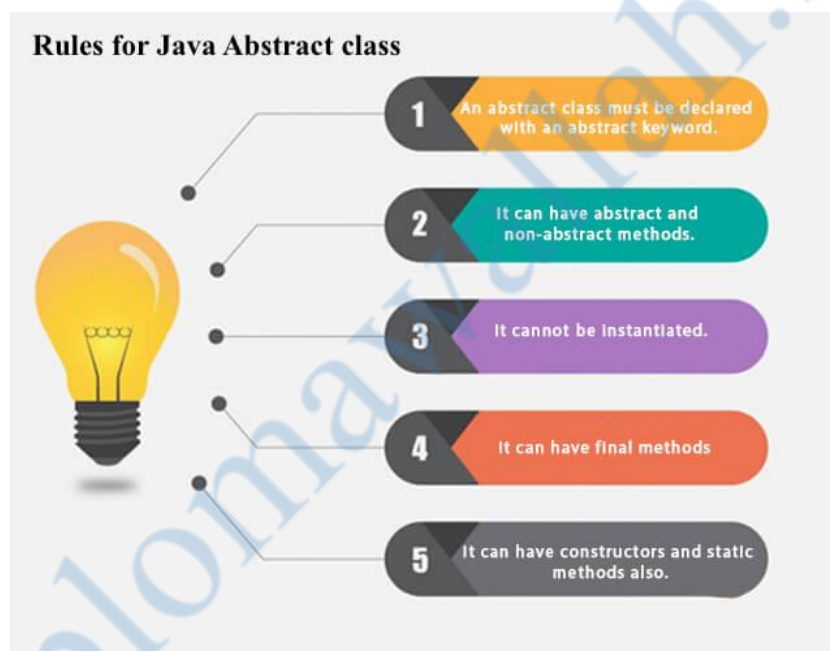 Rules for Java Abstract class
1
An abstract class must be declared
with an abstract keyword.
2
It can have abstract and
non-abstract methods.
3
It cannot be instantiated.
4
It can have final methods
5
It can have constructors and static
methods also.
lomawallah.